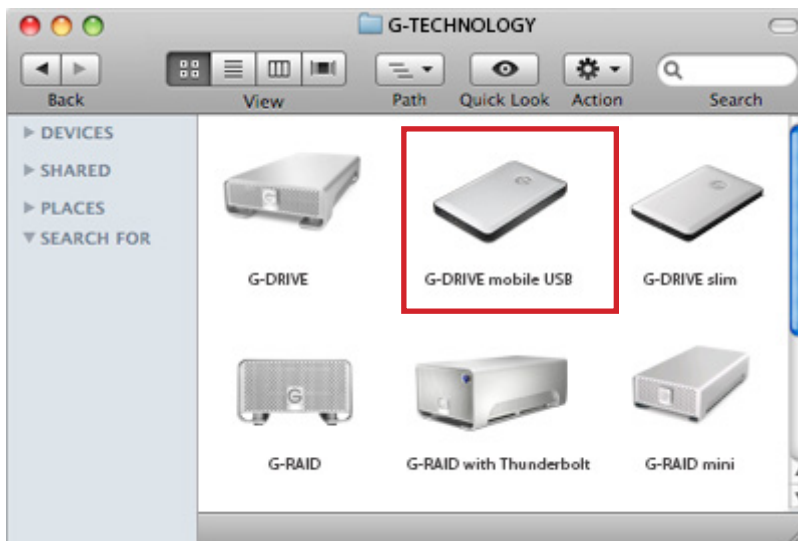 G-TECHNOLOGY
Back
View
Path
Quick Look
Action
Search
DEVICES
SHARED
PLACES
SEARCH FOR
G-DRIVE
G-DRIVE mobile USB
G-DRIVE slim
G-RAID
G-RAID with Thunderbolt
G-RAID mini